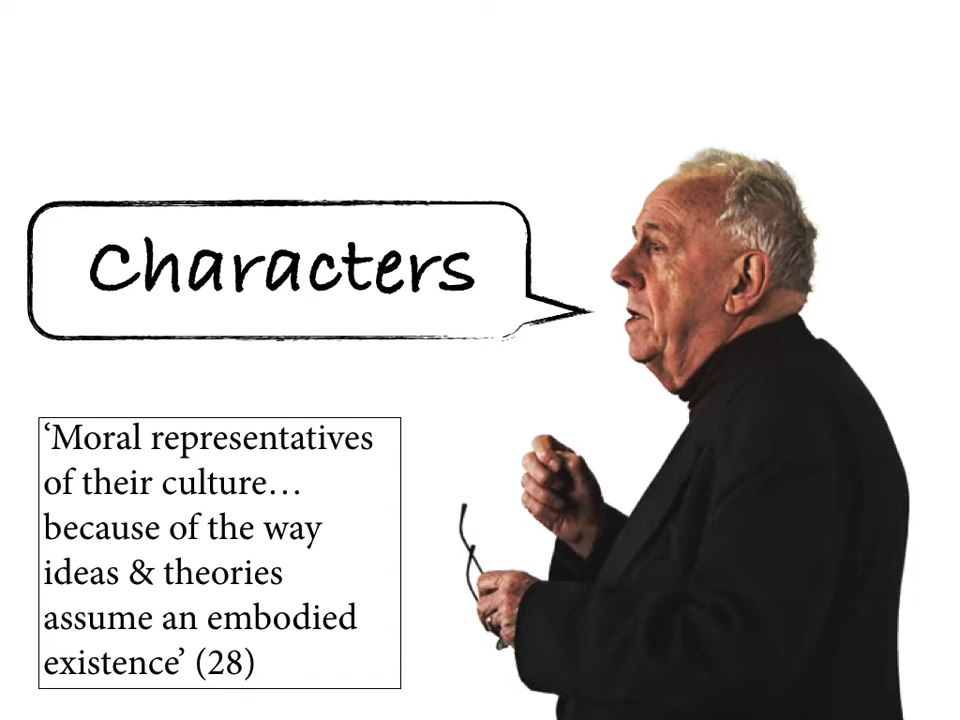 Characters
‘Moral representatives
of their culture…
because of the way
ideas & theories
assume an embodied
existence’ (28)